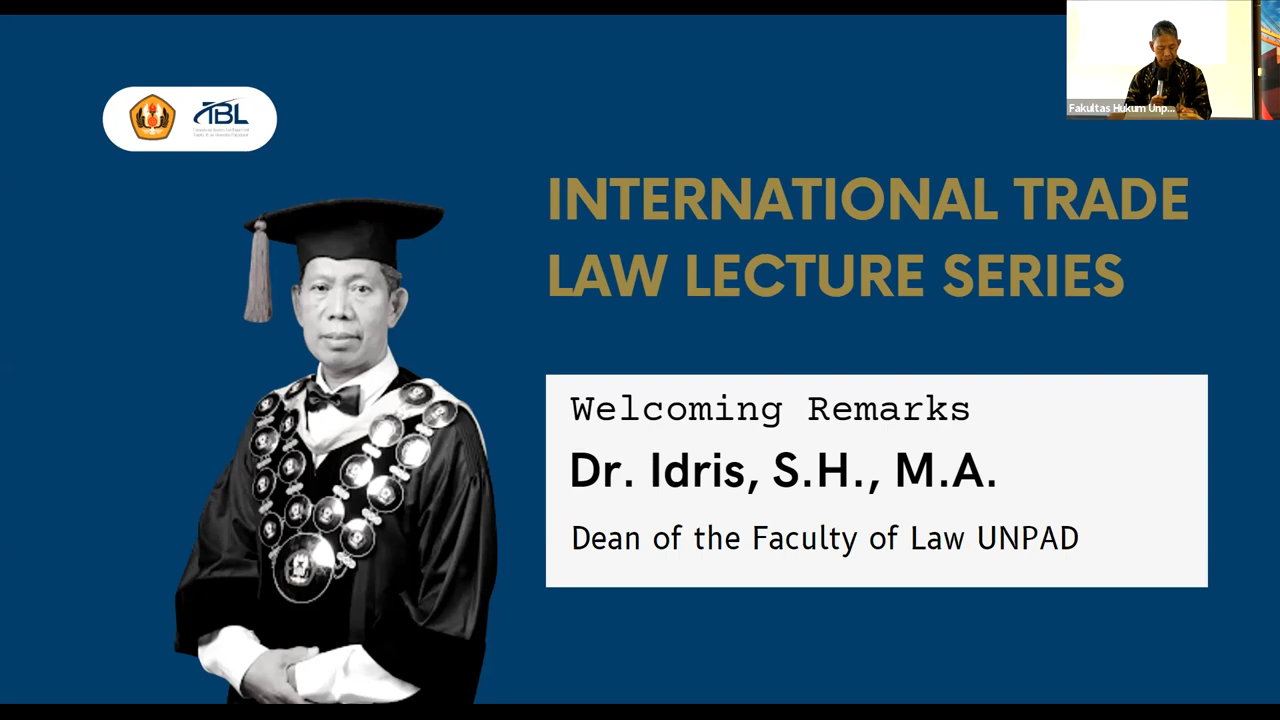 Fakultas Hukum Unp...
TBL
INTERNATIONAL TRADE
LAW LECTURE SERIES
Welcoming Remarks
Dr. Idris, S.H., M.A.
Dean of the Faculty of Law UNPAD